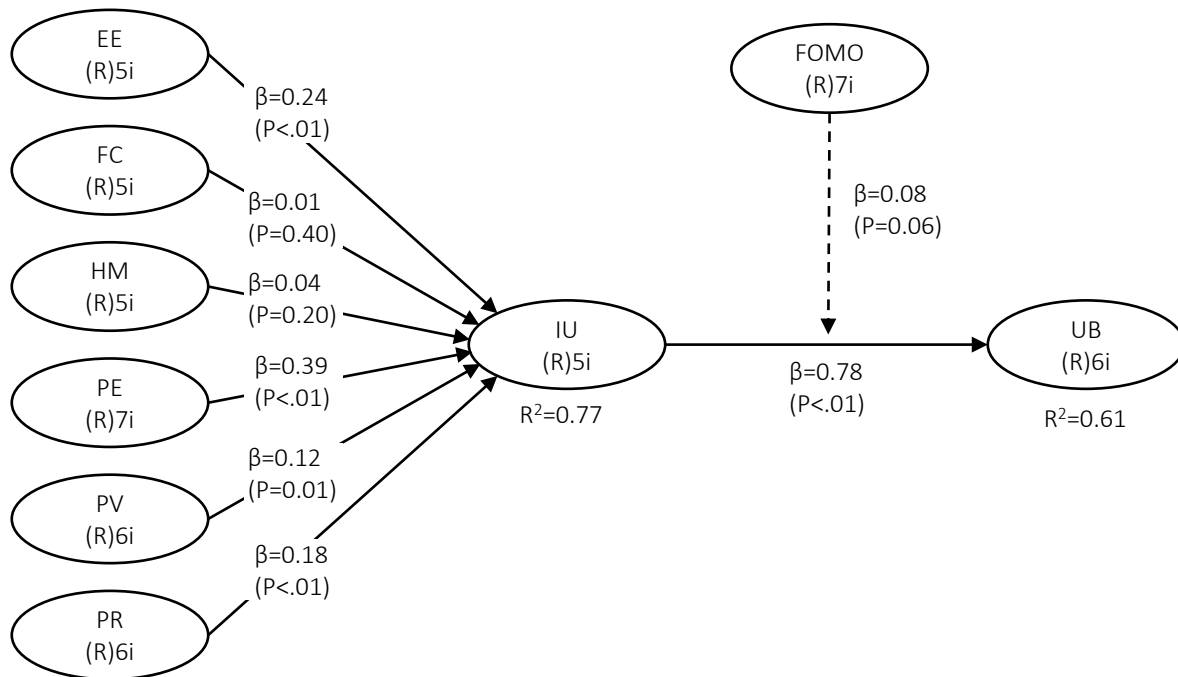 EE
(R)5i
FOMO
(R)7i
β=0.24
(P<.01)
FC
(R)5i
β=0.01
(P=0.40)
β=0.08
(P=0.06)
HM
(R)5i
β=0.04
(P=0.20)
IU
(R)5i
R²=0.77
UB
(R)6i
R²=0.61
β=0.78
(P<.01)
PE
(R)7i
β=0.39
(P<.01)
PV
(R)6i
β=0.12
(P=0.01)
PR
(R)6i
β=0.18
(P<.01)